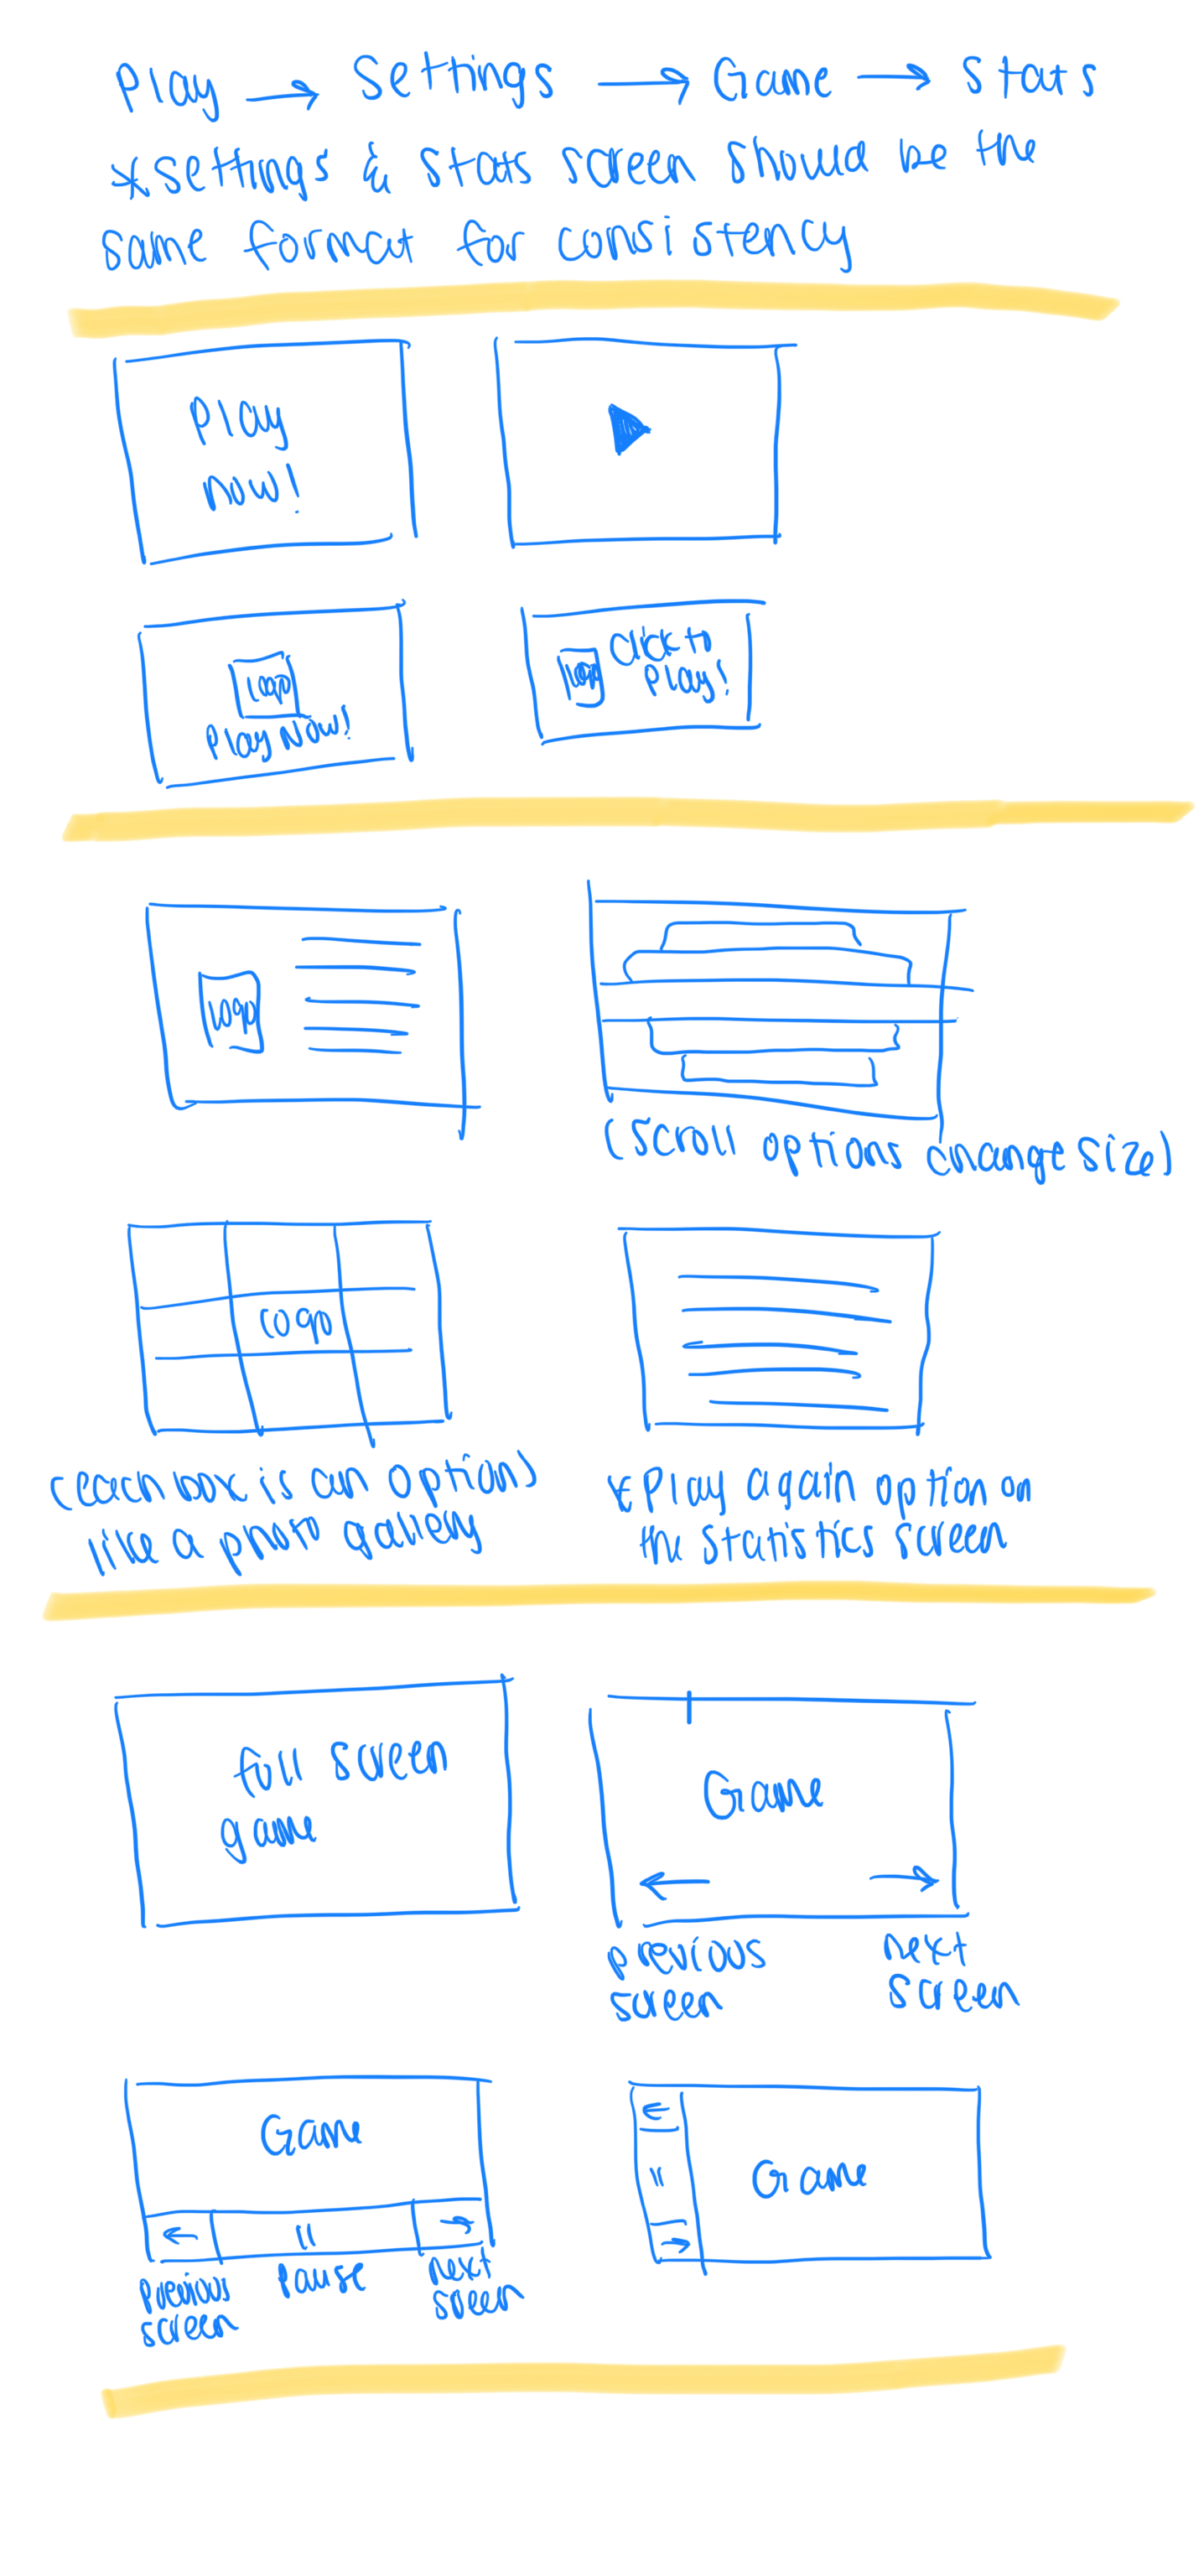 Play → Settings → Game → Stats
*Settings & stats screen should be the
same format for consistency
Play
now!
Logo
Play Now!
Logo
Click to
Play!
Logo
(Scroll options change size)
Logo
(each box is an option)
like a photo gallery
*Play again option on
the statistics screen
full screen
game
Game
← →
previous
screen
next
screen
Game
← || →
previous
screen
Pause
next
sreen
←
||
→
Game